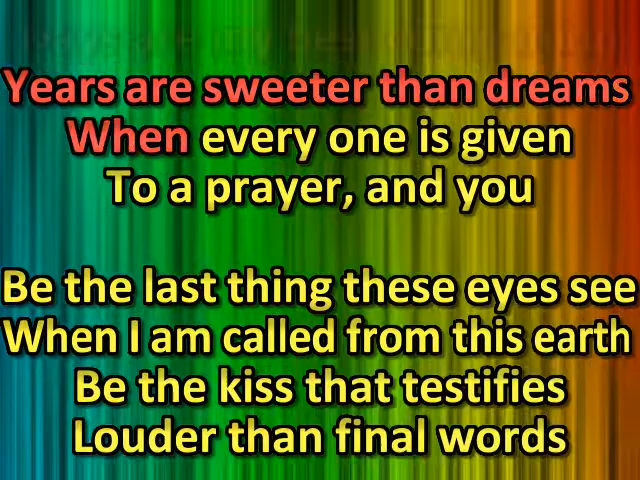 Years are sweeter than dreams
When every one is given
To a prayer, and you
Be the last thing these eyes see
When I am called from this earth
Be the kiss that testifies
Louder than final words